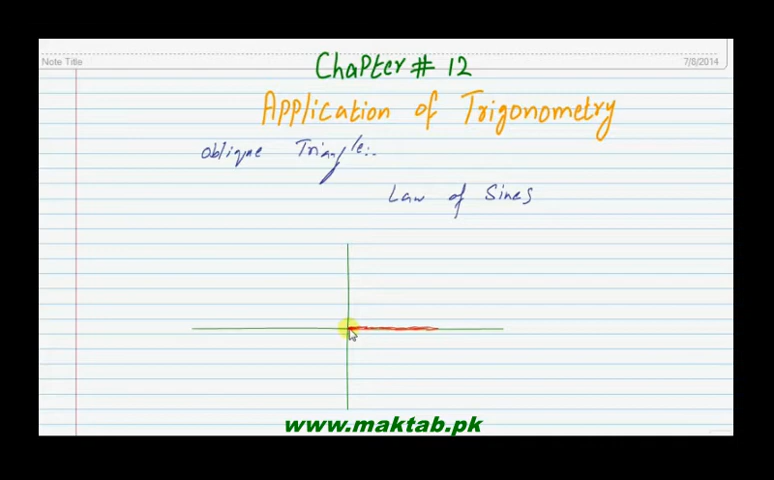 Note Title
7/8/2014
Chapter # 12
Application of Trigonometry
Oblique Triangle:.
Law of Sines
www.maktab.pk